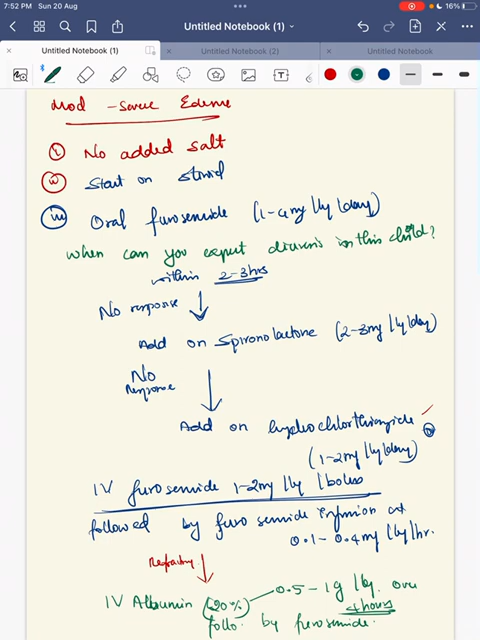 7:52 PM Sun 20 Aug
16%
Untitled Notebook (1)
Untitled Notebook (1)
Untitled Notebook (2)
Untitled Notebook
Mod - Severe Edema
(i) No added salt
(ii) Start on steroid
(iii) Oral furosemide (1-4mg/kg/day)
When can you expect diuresis in this child?
within 2-3hrs
No response
Add on Spironolactone (2-3mg/kg/day)
No
Response
Add on hydrochlorthiazide
(1-2mg/kg/day)
IV furosemide 1-2mg/kg/bolus
followed by furosemide infusion at
0.1-0.4mg/kg/hr.
Refractory
IV Albumin (20%) 0.5-1g/kg. over
4 hours
follo. by furosemide.